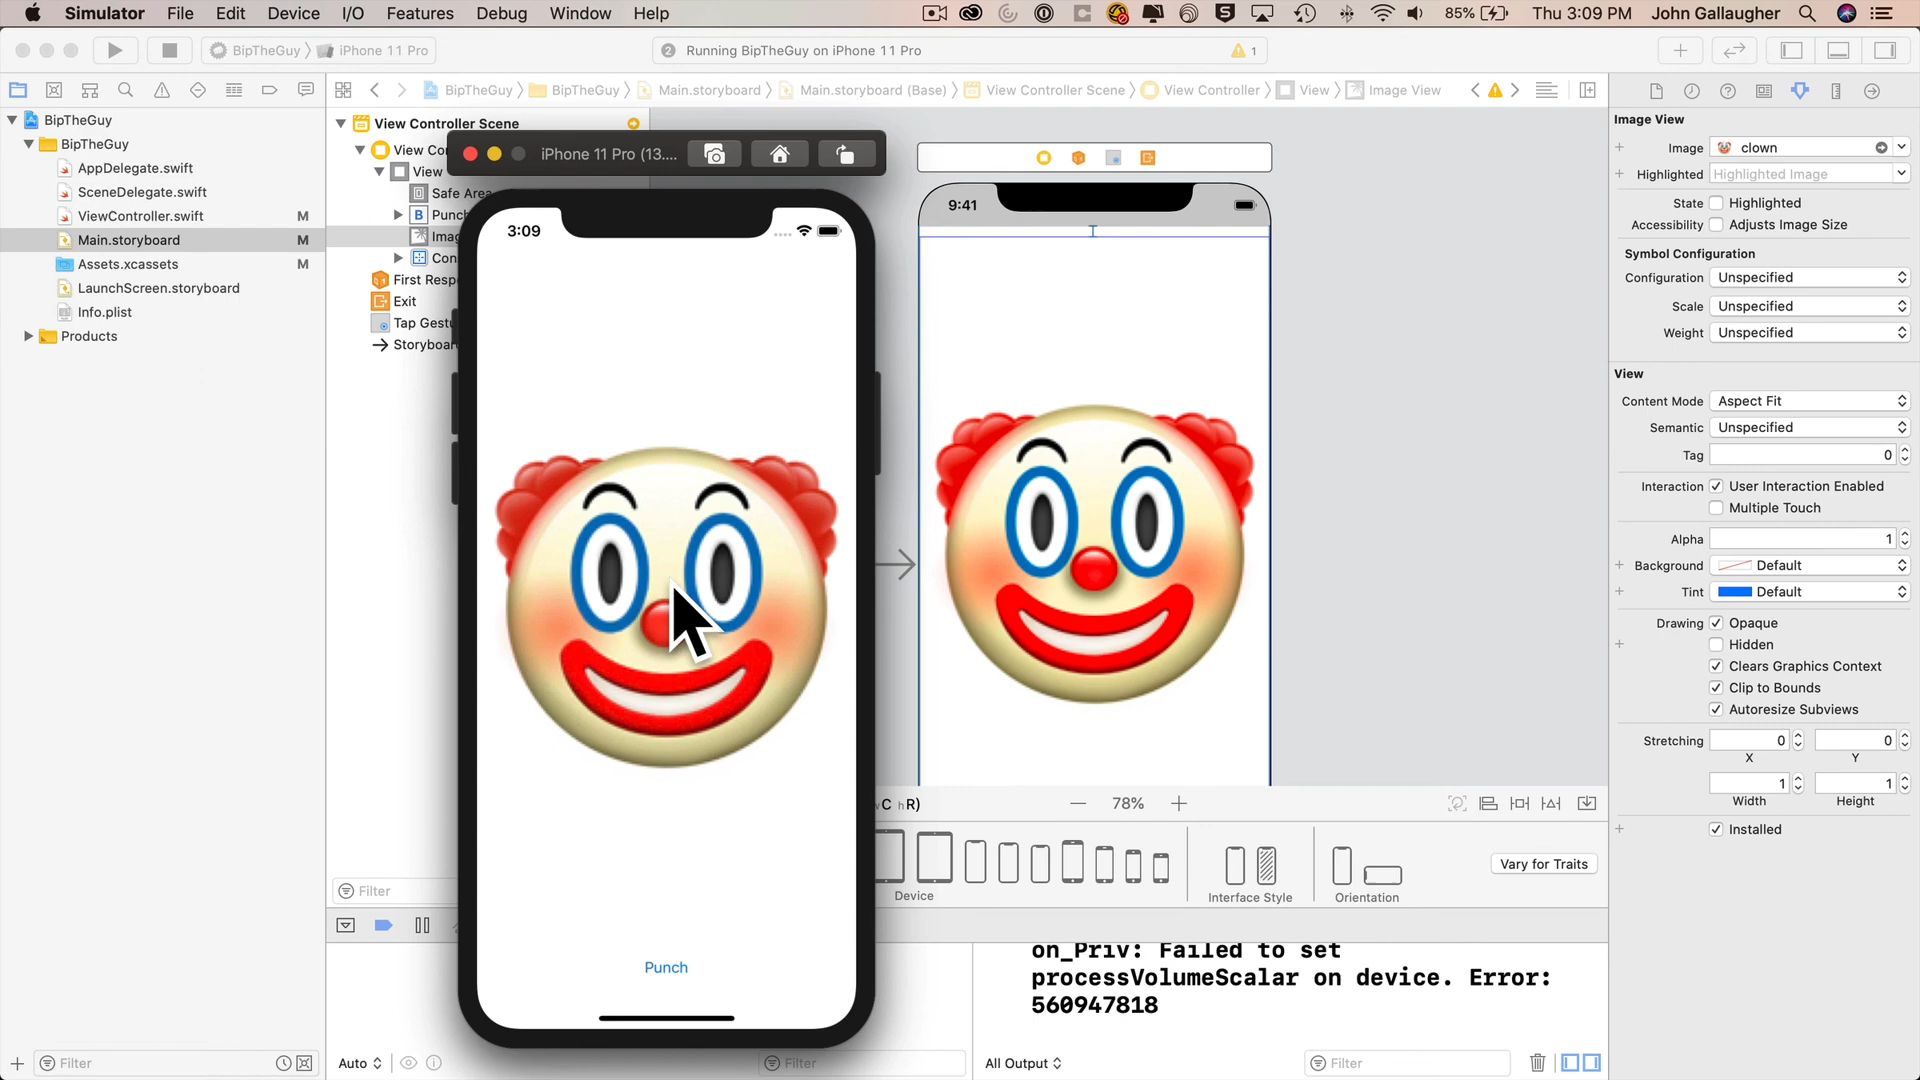 Simulator File Edit Device I/O Features Debug Window Help 85% Thu 3:09 PM John Gallaugher
BipTheGuy iPhone 11 Pro 2 Running BipTheGuy on iPhone 11 Pro 1
BipTheGuy BipTheGuy Main.storyboard Main.storyboard (Base) View Controller Scene View Controller View Image View
BipTheGuy
BipTheGuy
AppDelegate.swift
SceneDelegate.swift
ViewController.swift M
Main.storyboard M
Assets.xcassets M
LaunchScreen.storyboard
Info.plist
Products
Filter
View Controller Scene
View Co
View
Safe Area
Punc
Imag
Con
First Resp
Exit
Tap Gestu
Storyboar
Filter
iPhone 11 Pro (13....
3:09
Punch
9:41
C hR)
78%
Device
Interface Style
Orientation
Vary for Traits
on_Priv: Failed to set
processVolumeScalar on device. Error:
560947818
Auto
Filter
All Output
Filter
Image View
Image clown
Highlighted Highlighted Image
State Highlighted
Accessibility Adjusts Image Size
Symbol Configuration
Configuration Unspecified
Scale Unspecified
Weight Unspecified
View
Content Mode Aspect Fit
Semantic Unspecified
Tag 0
Interaction User Interaction Enabled
Multiple Touch
Alpha 1
Background Default
Tint Default
Drawing Opaque
Hidden
Clears Graphics Context
Clip to Bounds
Autoresize Subviews
Stretching 0 0
X Y
1 1
Width Height
Installed